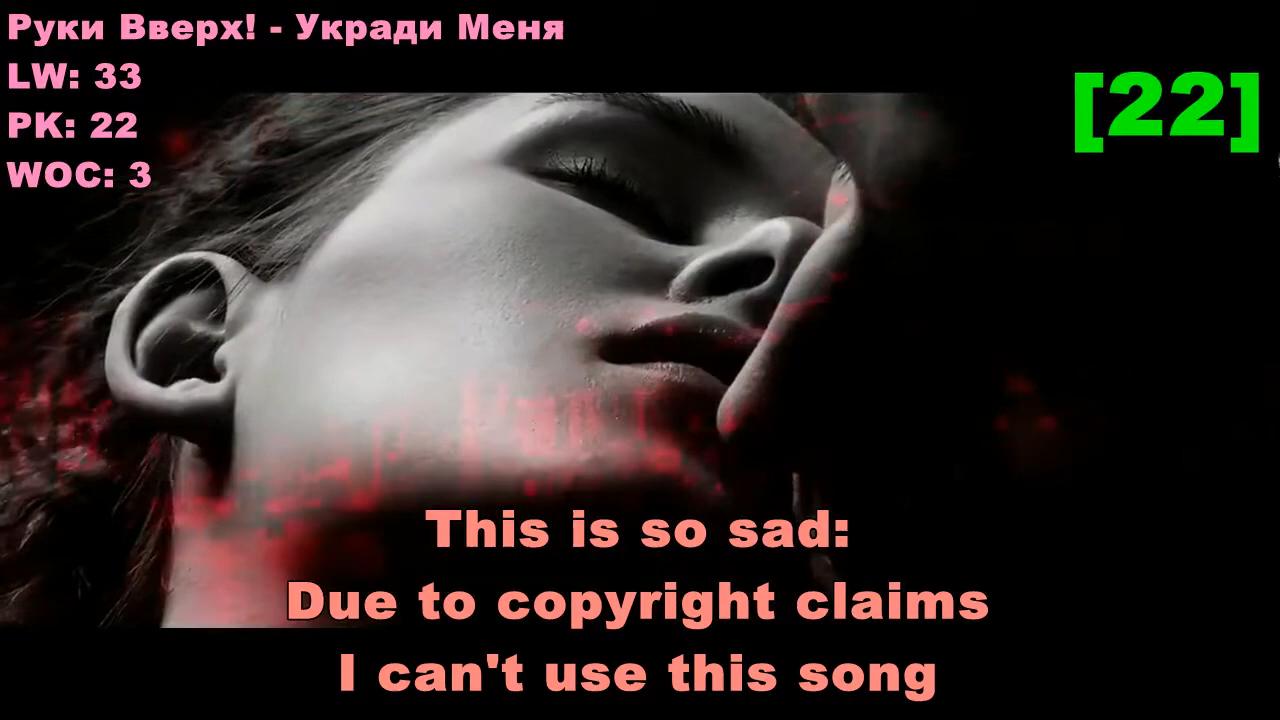 Руки Вверх! - Укради Меня
LW: 33
PK: 22
WOC: 3
[22]
This is so sad:
Due to copyright claims
I can't use this song